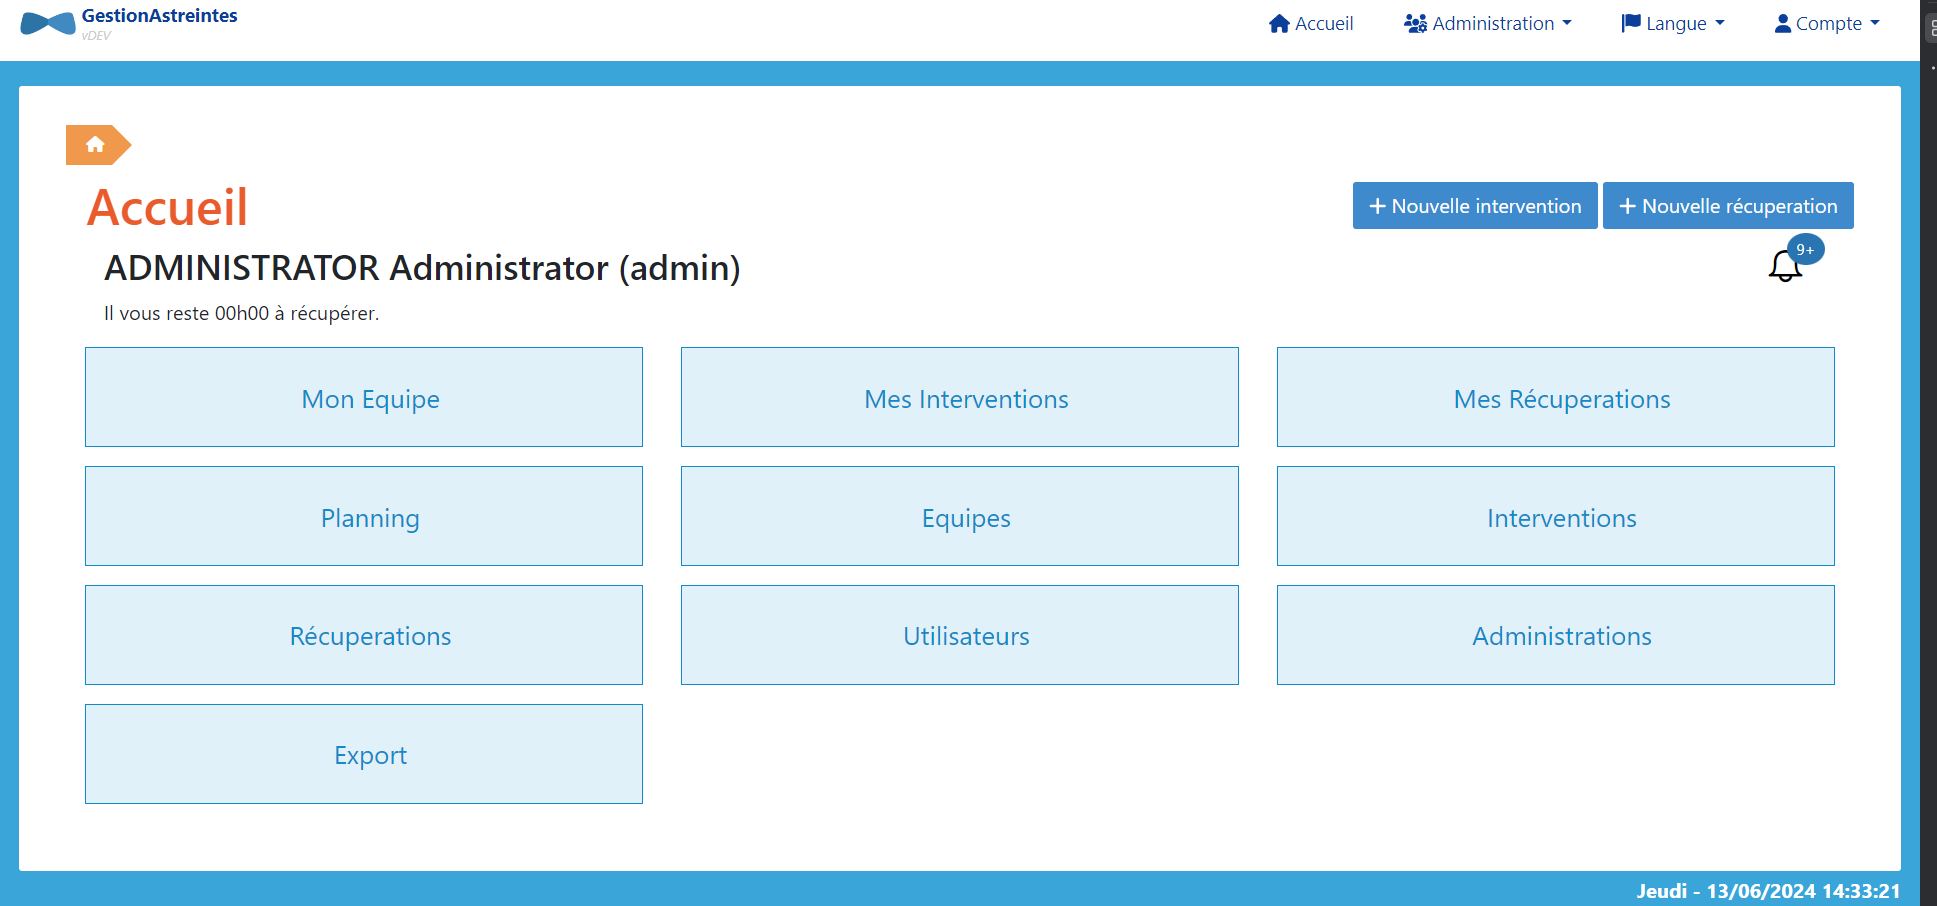 GestionAstreintes
vDEV
Accueil
Administration
Langue
Compte
Accueil
Nouvelle intervention
Nouvelle récuperation
ADMINISTRATOR Administrator (admin)
9+
Il vous reste 00h00 à récupérer.
Mon Equipe
Mes Interventions
Mes Récuperations
Planning
Equipes
Interventions
Récuperations
Utilisateurs
Administrations
Export
Jeudi - 13/06/2024 14:33:21